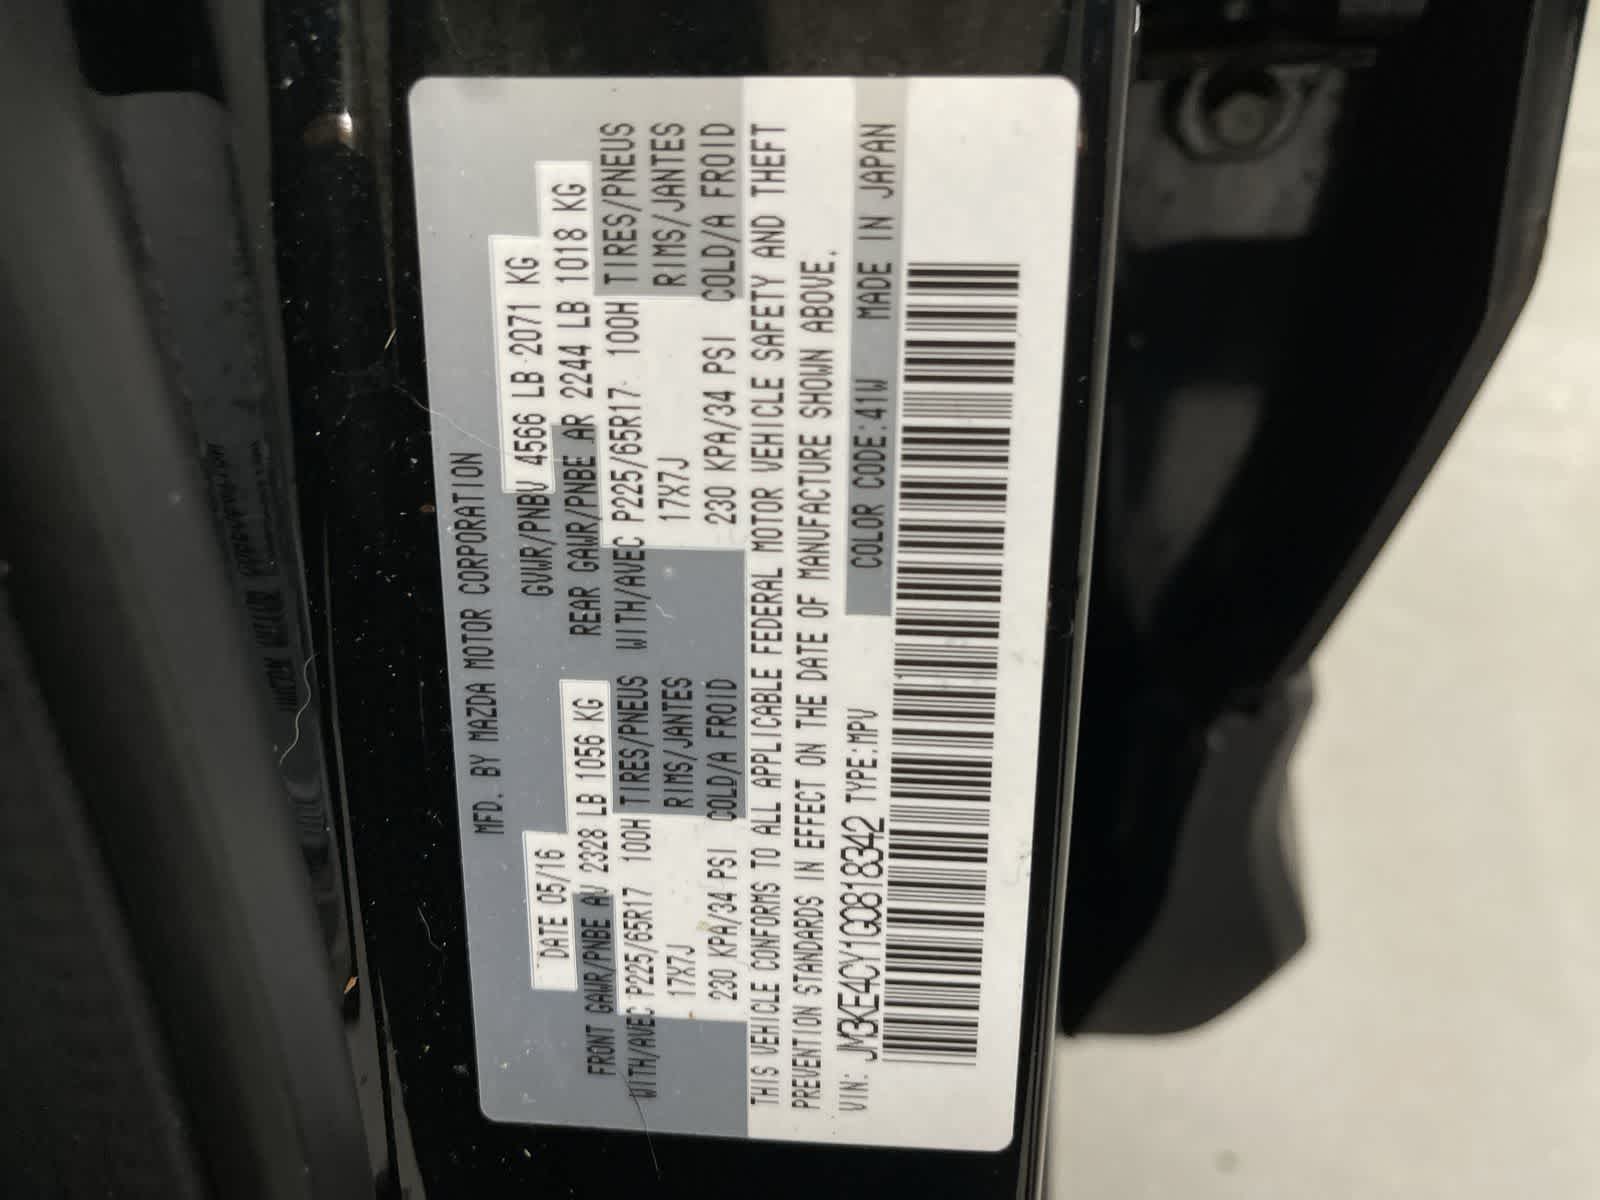 MFD. BY MAZDA MOTOR CORPORATION
DATE 05/16 GVWR/PNBV 4566 LB 2071 KG
FRONT GAWR/PNBE AV 2328 LB 1056 KG REAR GAWR/PNBE AR 2244 LB 1018 KG
WITH/AVEC P225/65R17 100H TIRES/PNEUS WITH/AVEC P225/65R17 100H TIRES/PNEUS
17X7J RIMS/JANTES 17X7J RIMS/JANTES
230 KPA/34 PSI COLD/A FROID 230 KPA/34 PSI COLD/A FROID
THIS VEHICLE CONFORMS TO ALL APPLICABLE FEDERAL MOTOR VEHICLE SAFETY AND THEFT
PREVENTION STANDARDS IN EFFECT ON THE DATE OF MANUFACTURE SHOWN ABOVE.
VIN: JM3KE4CY1G0818342 TYPE:MPV COLOR CODE:41W MADE IN JAPAN